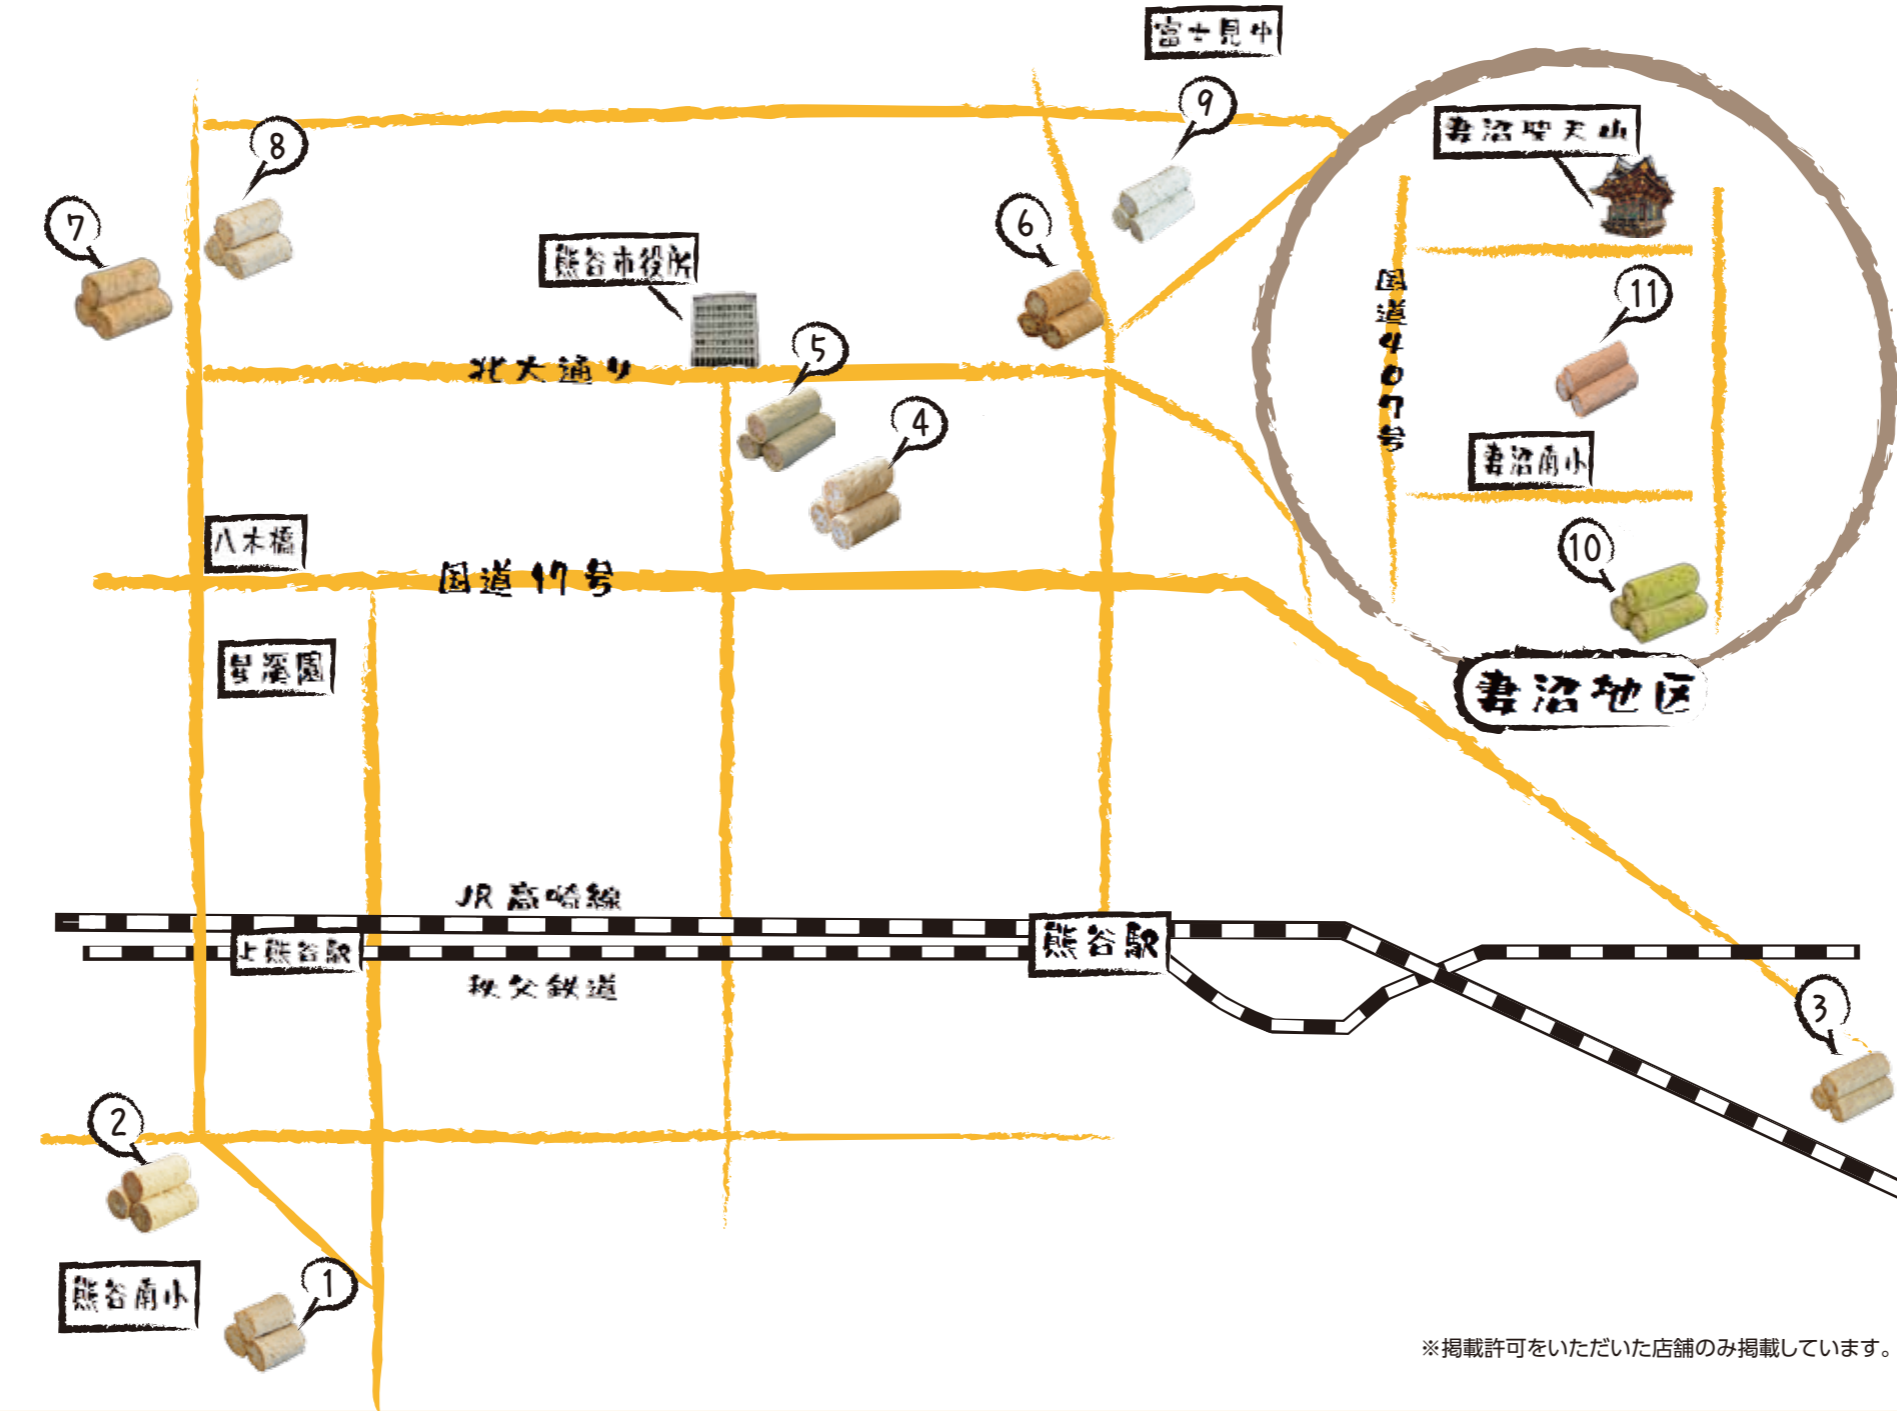 富士見中
9
8
妻沼聖天山
7
6
熊谷市役所
11
国道407号
5
北大通り
4
妻沼南小
八木橋
10
国道17号
星溪園
妻沼地区
JR高崎線
上熊谷駅
熊谷駅
秩父鉄道
3
2
熊谷南小
1
※掲載許可をいただいた店舗のみ掲載しています。